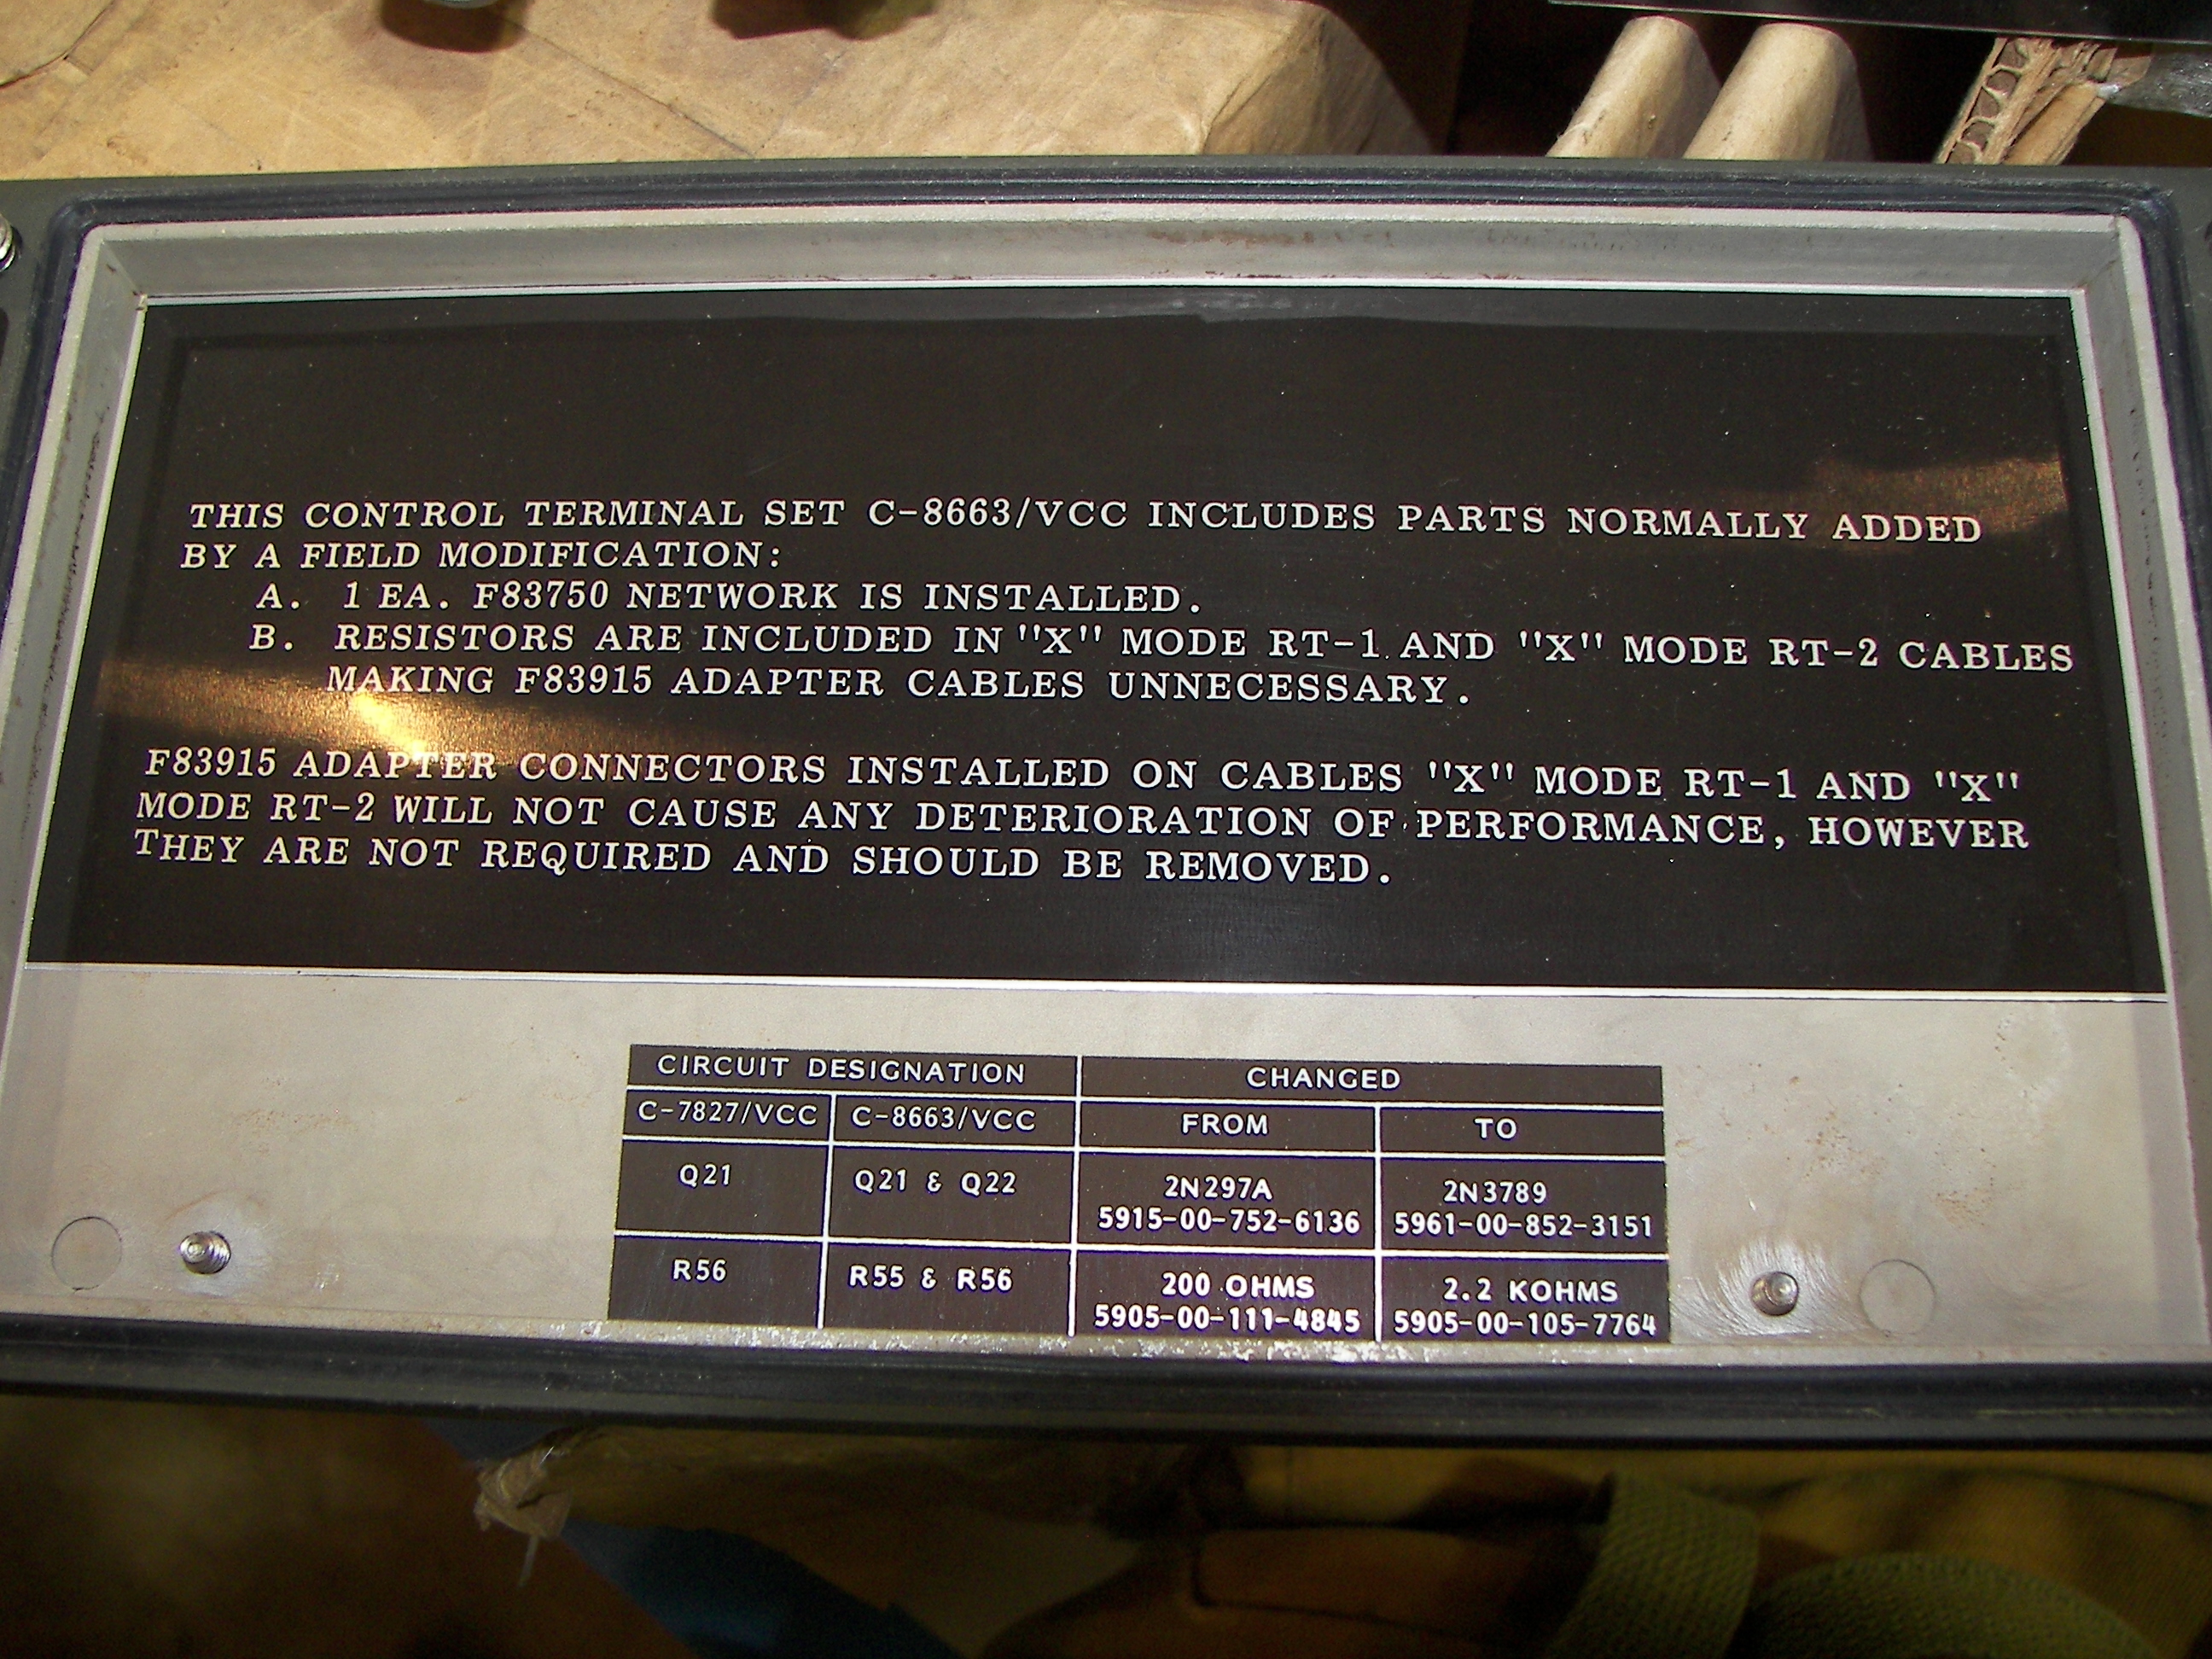 THIS CONTROL TERMINAL SET C-8663/VCC INCLUDES PARTS NORMALLY ADDED
BY A FIELD MODIFICATION:
A. 1 EA. F83750 NETWORK IS INSTALLED.
B. RESISTORS ARE INCLUDED IN "X" MODE RT-1 AND "X" MODE RT-2 CABLES
MAKING F83915 ADAPTER CABLES UNNECESSARY.
F83915 ADAPTER CONNECTORS INSTALLED ON CABLES "X" MODE RT-1 AND "X"
MODE RT-2 WILL NOT CAUSE ANY DETERIORATION OF PERFORMANCE, HOWEVER
THEY ARE NOT REQUIRED AND SHOULD BE REMOVED.
CIRCUIT DESIGNATION CHANGED
C-7827/VCC C-8663/VCC FROM TO
Q21 Q21 & Q22 2N297A 2N3789
5915-00-752-6136 5961-00-852-3151
R56 R55 & R56 200 OHMS 2.2 KOHMS
5905-00-111-4845 5905-00-105-7764